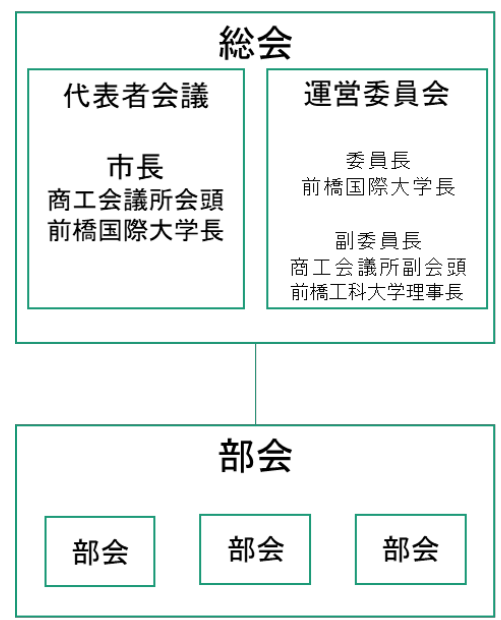 総会
代表者会議
市長
商工会議所会頭
前橋国際大学長
運営委員会
委員長
前橋国際大学長
副委員長
商工会議所副会頭
前橋工科大学理事長
部会
部会
部会
部会